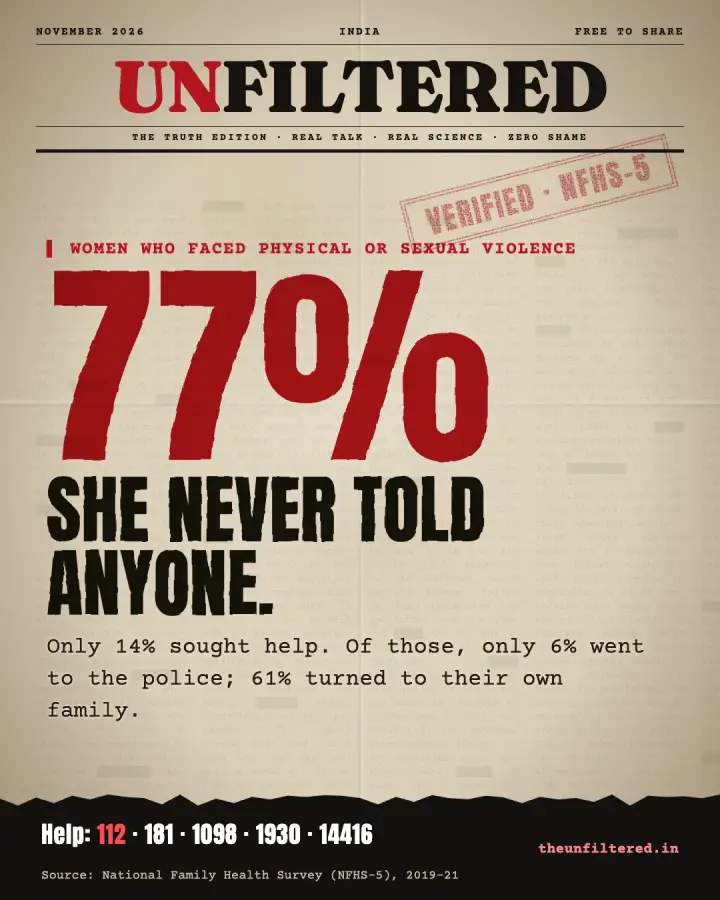 NOVEMBER 2026 INDIA FREE TO SHARE
UNFILTERED
THE TRUTH EDITION · REAL TALK · REAL SCIENCE · ZERO SHAME
VERIFIED · NFHS-5
WOMEN WHO FACED PHYSICAL OR SEXUAL VIOLENCE
77%
SHE NEVER TOLD
ANYONE.
Only 14% sought help. Of those, only 6% went
to the police; 61% turned to their own
family.
Help: 112 · 181 · 1098 · 1930 · 14416
theunfiltered.in
Source: National Family Health Survey (NFHS-5), 2019-21